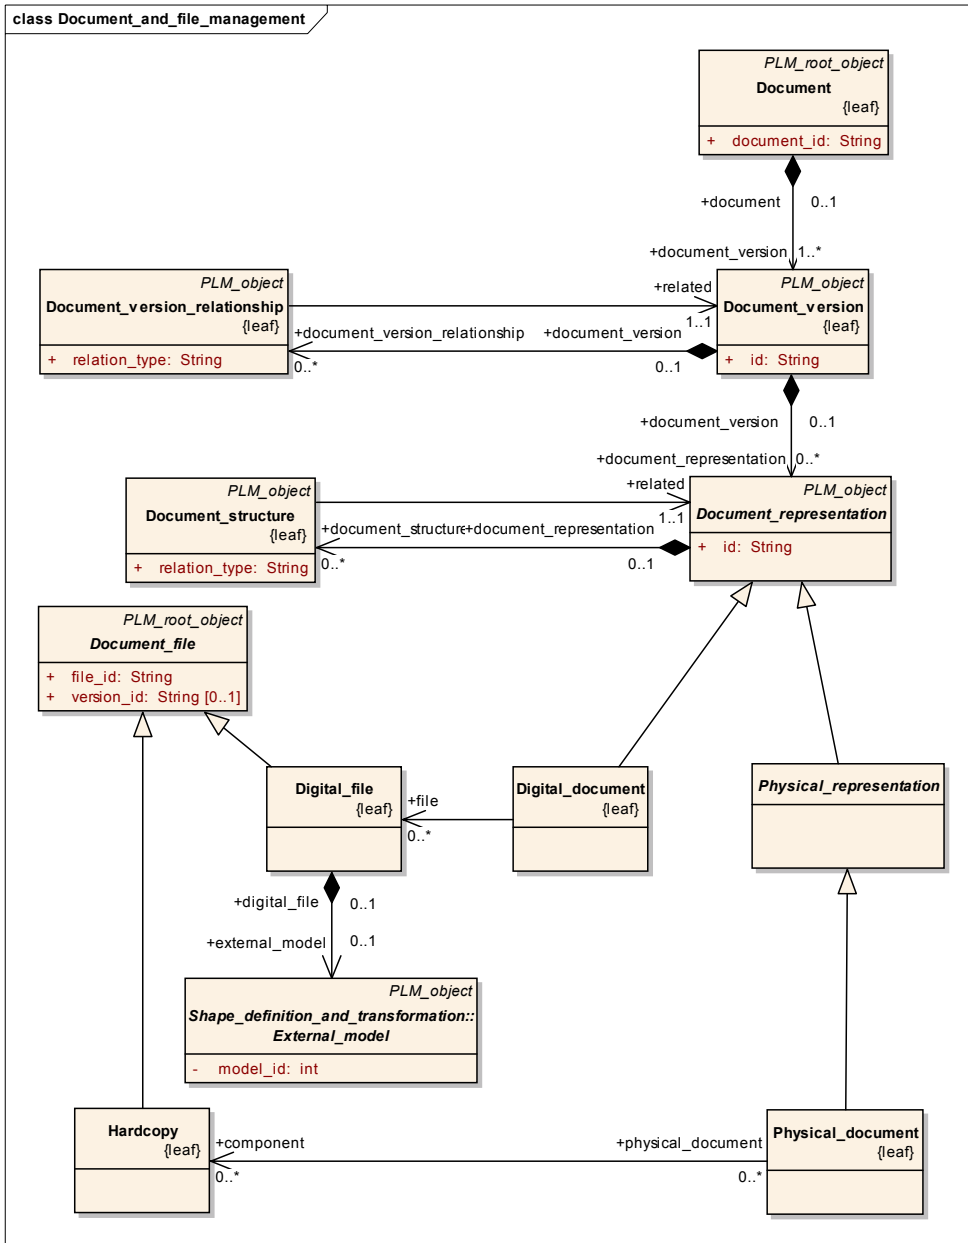 class Document_and_file_management
PLM_root_object
Document
{leaf}
+ document_id: String
+document 0..1
+document_version 1..*
PLM_object
Document_version_relationship
{leaf}
+ relation_type: String
+related
1..1
+document_version_relationship +document_version
0..* 0..1
PLM_object
Document_version
{leaf}
+ id: String
+document_version 0..1
+document_representation 0..*
PLM_object
Document_structure
{leaf}
+ relation_type: String
+related
1..1
+document_structure +document_representation
0..* 0..1
PLM_object
Document_representation
+ id: String
PLM_root_object
Document_file
+ file_id: String
+ version_id: String [0..1]
Digital_file
{leaf}
+file
0..*
Digital_document
{leaf}
Physical_representation
+digital_file 0..1
+external_model 0..1
PLM_object
Shape_definition_and_transformation::
External_model
- model_id: int
Hardcopy
{leaf}
+component +physical_document
0..* 0..*
Physical_document
{leaf}